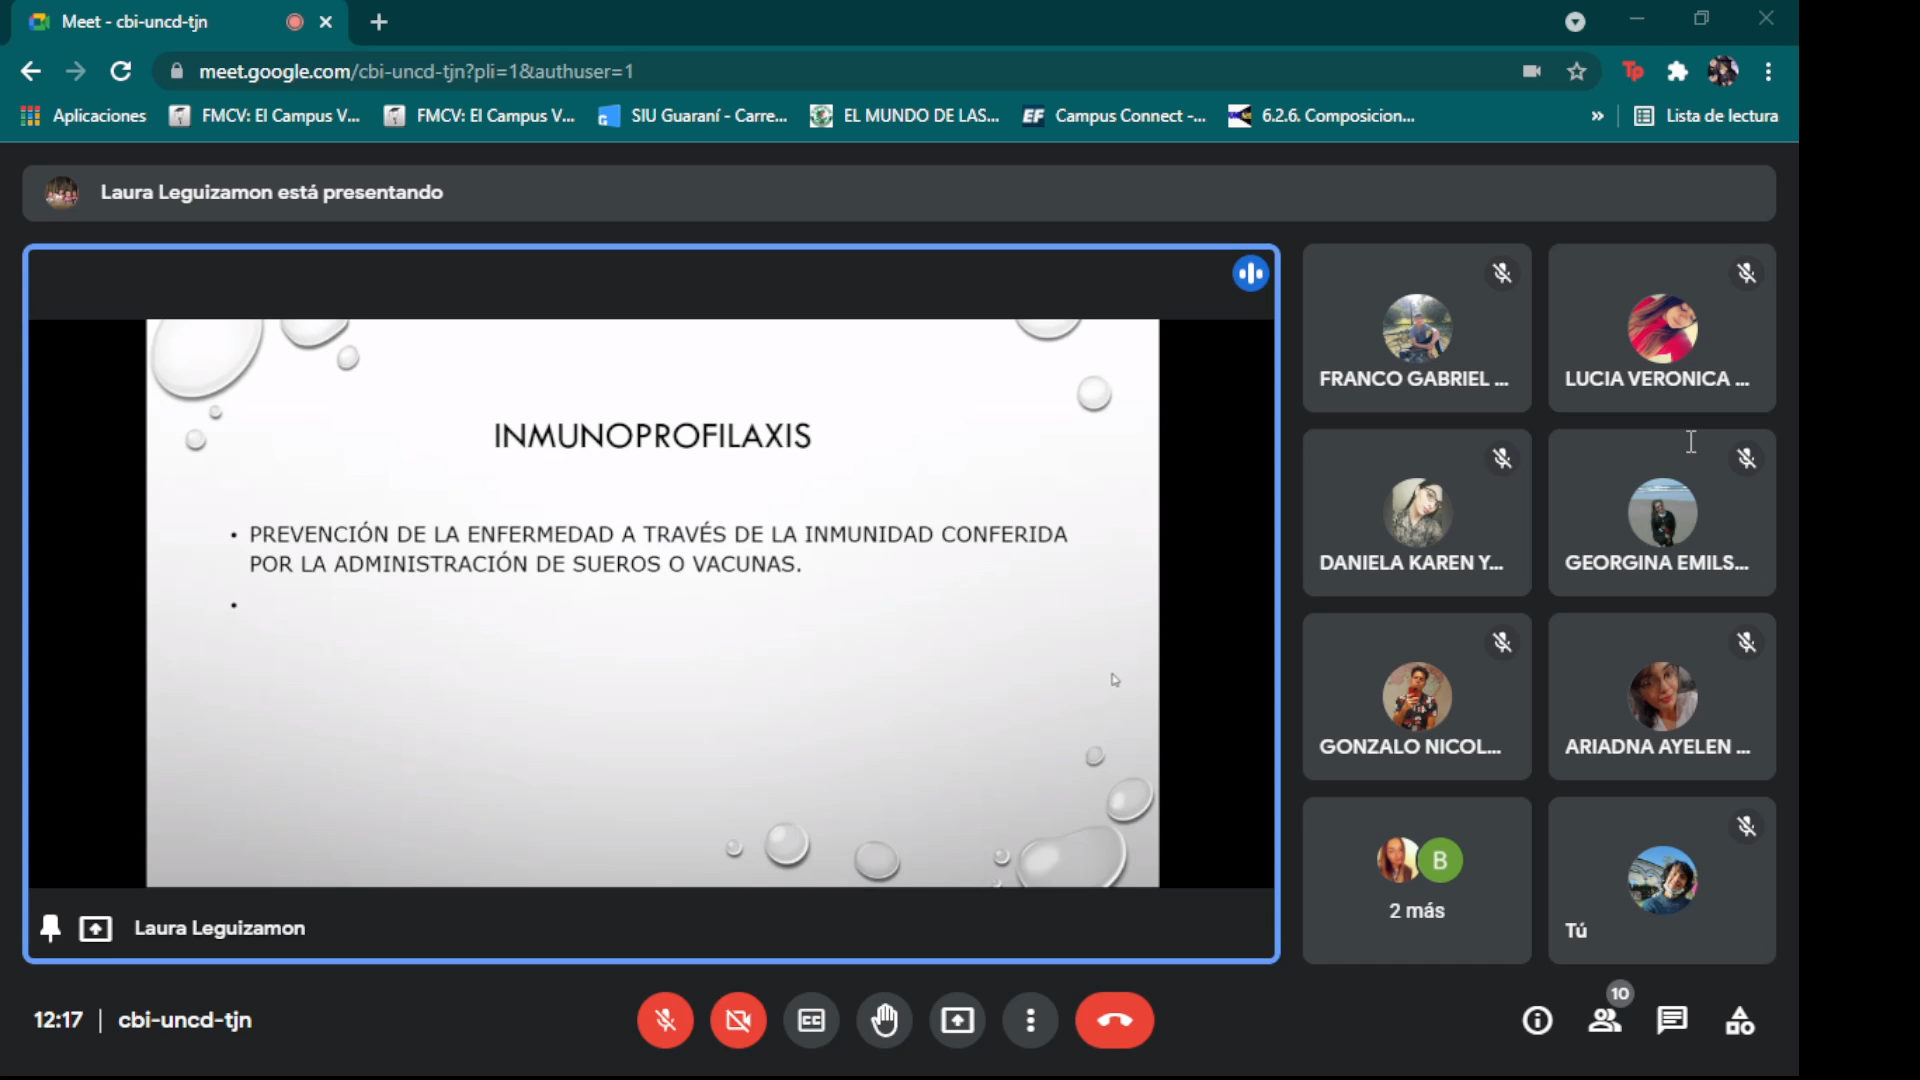 Meet - cbi-uncd-tjn
meet.google.com/cbi-uncd-tjn?pli=1&authuser=1
Tp
Aplicaciones
FMCV: El Campus V...
FMCV: El Campus V...
SIU Guaraní - Carre...
EL MUNDO DE LAS...
EF
Campus Connect -...
6.2.6. Composicion...
»
Lista de lectura
Laura Leguizamon está presentando
INMUNOPROFILAXIS
• PREVENCIÓN DE LA ENFERMEDAD A TRAVÉS DE LA INMUNIDAD CONFERIDA
POR LA ADMINISTRACIÓN DE SUEROS O VACUNAS.
•
Laura Leguizamon
FRANCO GABRIEL ...
LUCIA VERONICA ...
DANIELA KAREN Y...
GEORGINA EMILS...
GONZALO NICOL...
ARIADNA AYELEN ...
B
2 más
Tú
12:17 | cbi-uncd-tjn
CC
10